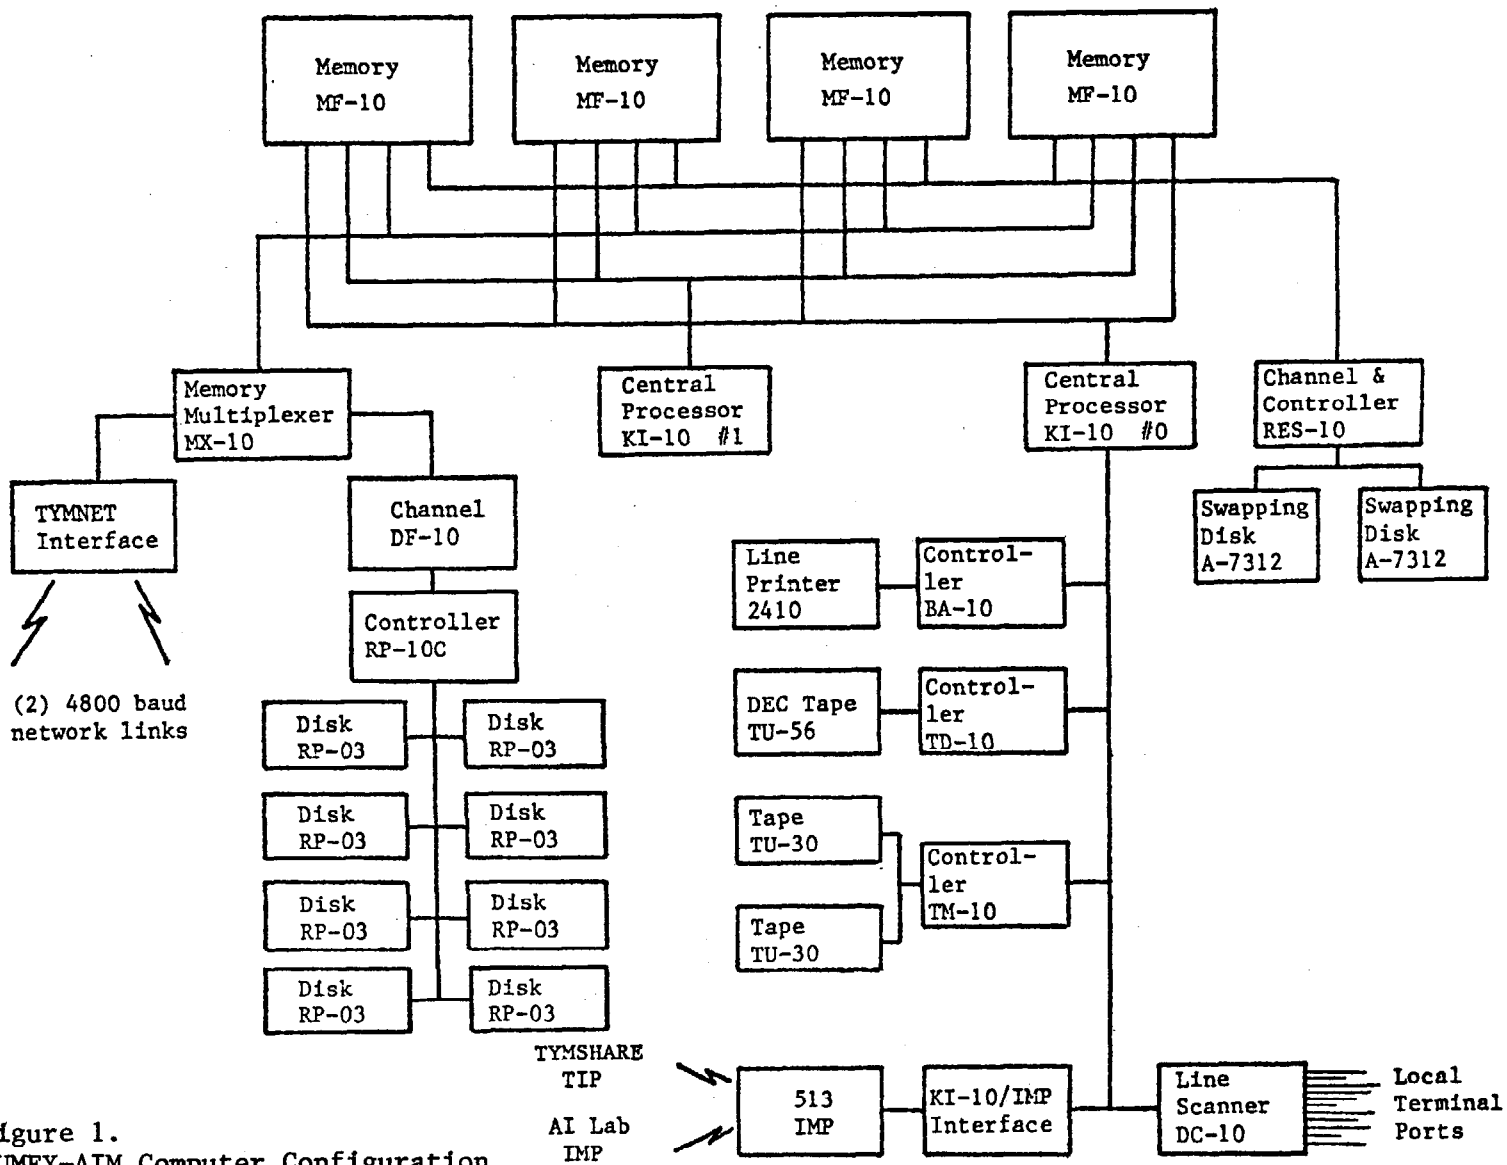 Memory
MF-10
Memory
MF-10
Memory
MF-10
Memory
MF-10
Memory
Multiplexer
MX-10
Central
Processor
KI-10 #1
Central
Processor
KI-10 #0
Channel &
Controller
RES-10
TYMNET
Interface
Channel
DF-10
Swapping
Disk
A-7312
Swapping
Disk
A-7312
Line
Printer
2410
Control-
ler
BA-10
Controller
RP-10C
(2) 4800 baud
network links
DEC Tape
TU-56
Control-
ler
TD-10
Disk
RP-03
Disk
RP-03
Disk
RP-03
Disk
RP-03
Disk
RP-03
Disk
RP-03
Disk
RP-03
Disk
RP-03
Tape
TU-30
Tape
TU-30
Control-
ler
TM-10
TYMSHARE
TIP
AI Lab
IMP
513
IMP
KI-10/IMP
Interface
Line
Scanner
DC-10
Local
Terminal
Ports
igure 1.
UMEX-AIM Computer Configuration